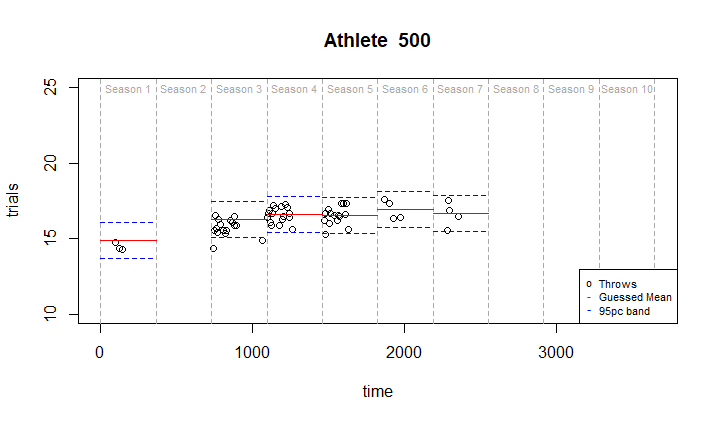 Athlete 500
Season 1 Season 2 Season 3 Season 4 Season 5 Season 6 Season 7 Season 8 Season 9 Season 10
25
20
15
10
trials
Throws
Guessed Mean
95pc band
0 1000 2000 3000
time